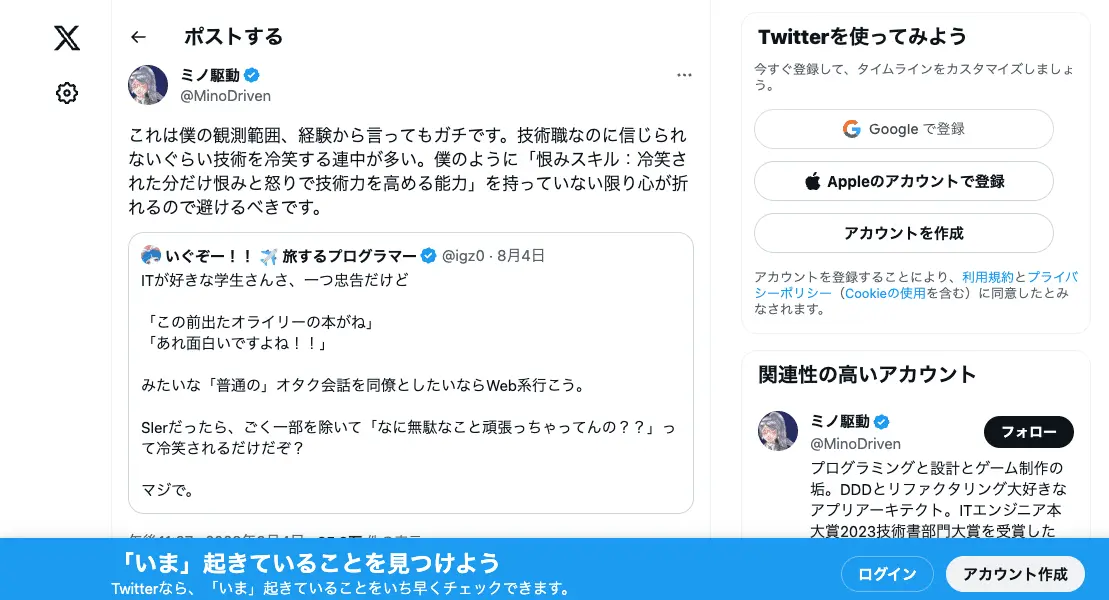 ポストする
ミノ駆動
@MinoDriven
これは僕の観測範囲、経験から言ってもガチです。技術職なのに信じられ
ないぐらい技術を冷笑する連中が多い。僕のように「恨みスキル：冷笑さ
れた分だけ恨みと怒りで技術力を高める能力」を持っていない限り心が折
れるので避けるべきです。
いぐぞー！！ ✈️ 旅するプログラマー @igz0 · 8月4日
ITが好きな学生さんさ、一つ忠告だけど
「この前出たオライリーの本がね」
「あれ面白いですよね！！」
みたいな「普通の」オタク会話を同僚としたいならWeb系行こう。
SIerだったら、ごく一部を除いて「なに無駄なこと頑張っちゃってんの？？」っ
て冷笑されるだけだぞ？
マジで。
Twitterを使ってみよう
今すぐ登録して、タイムラインをカスタマイズしましょ
う。
Google で登録
Appleのアカウントで登録
アカウントを作成
アカウントを登録することにより、利用規約とプライバ
シーポリシー（Cookieの使用を含む）に同意したとみ
なされます。
関連性の高いアカウント
ミノ駆動
@MinoDriven
フォロー
プログラミングと設計とゲーム制作の
垢。DDDとリファクタリング大好きな
アプリアーキテクト。ITエンジニア本
大賞2023技術書部門大賞を受賞した
「いま」起きていることを見つけよう
Twitterなら、「いま」起きていることをいち早くチェックできます。
ログイン
アカウント作成